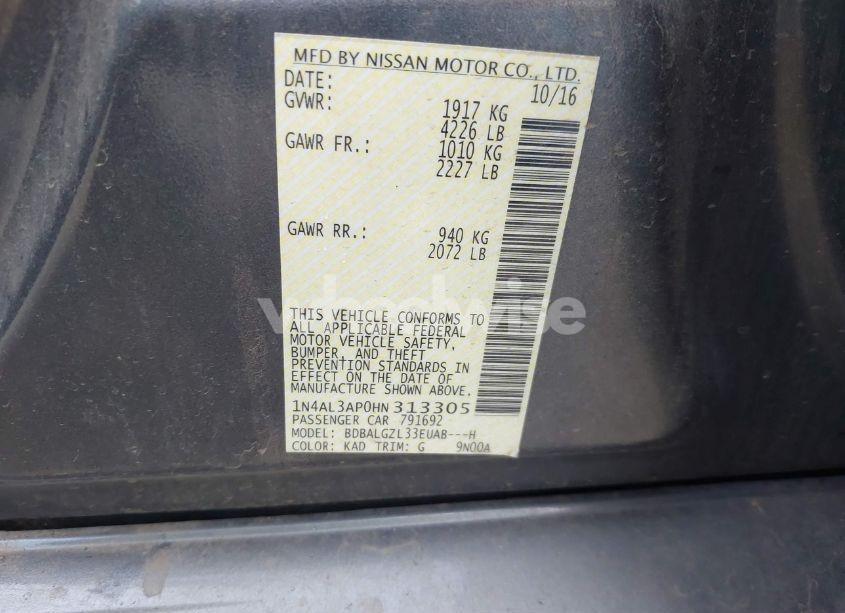 MFD BY NISSAN MOTOR CO., LTD.
DATE: 10/16
GVWR: 1917 KG
4226 LB
GAWR FR.: 1010 KG
2227 LB
GAWR RR.: 940 KG
2072 LB
wheelwise
THIS VEHICLE CONFORMS TO
ALL APPLICABLE FEDERAL
MOTOR VEHICLE SAFETY,
BUMPER, AND THEFT
PREVENTION STANDARDS IN
EFFECT ON THE DATE OF
MANUFACTURE SHOWN ABOVE.
1N4AL3AP0HN313305
PASSENGER CAR 791692
MODEL: BDBALGZL33EUAB---H
COLOR: KAD TRIM: G 9N00A